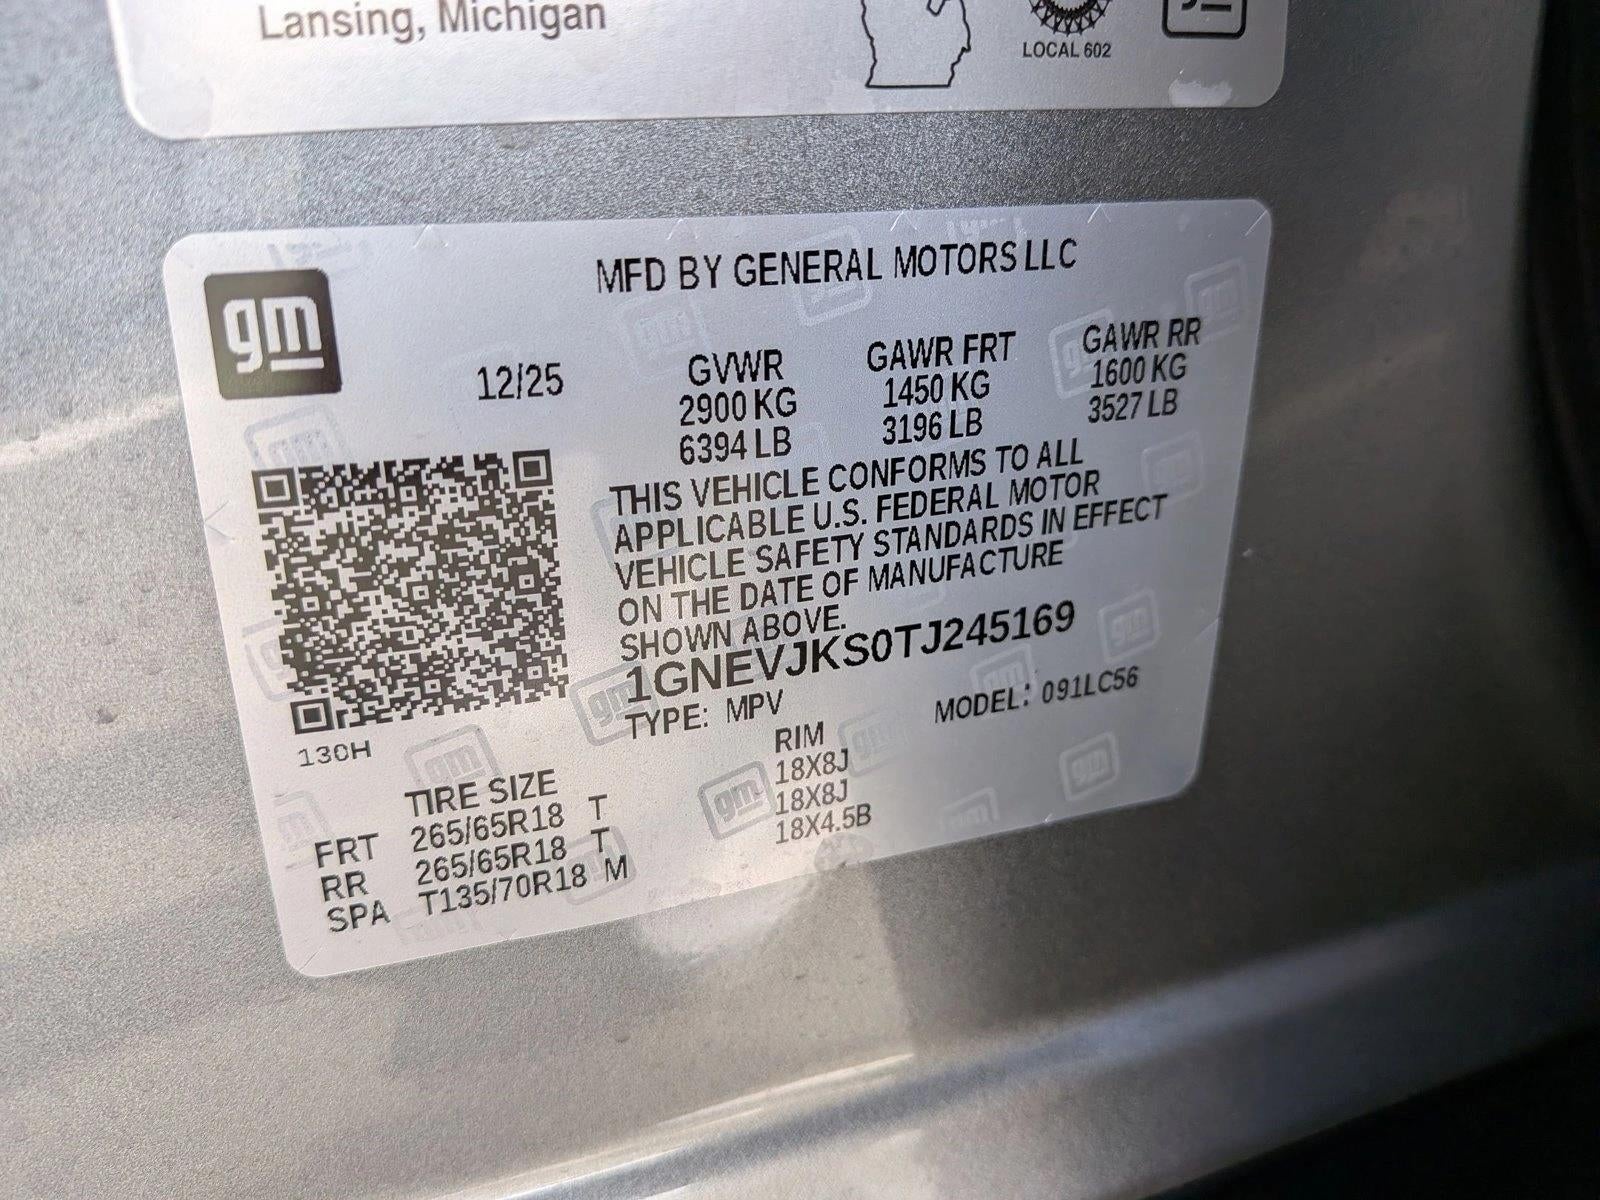 Lansing, Michigan
LOCAL 602
gm
MFD BY GENERAL MOTORS LLC
12/25
GVWR GAWR FRT GAWR RR
2900 KG 1450 KG 1600 KG
6394 LB 3196 LB 3527 LB
THIS VEHICLE CONFORMS TO ALL
APPLICABLE U.S. FEDERAL MOTOR
VEHICLE SAFETY STANDARDS IN EFFECT
ON THE DATE OF MANUFACTURE
SHOWN ABOVE.
1GNEVJKS0TJ245169
TYPE: MPV MODEL: 091LC56
130H
TIRE SIZE RIM
FRT 265/65R18 T 18X8J
RR 265/65R18 T 18X8J
SPA T135/70R18 M 18X4.5B